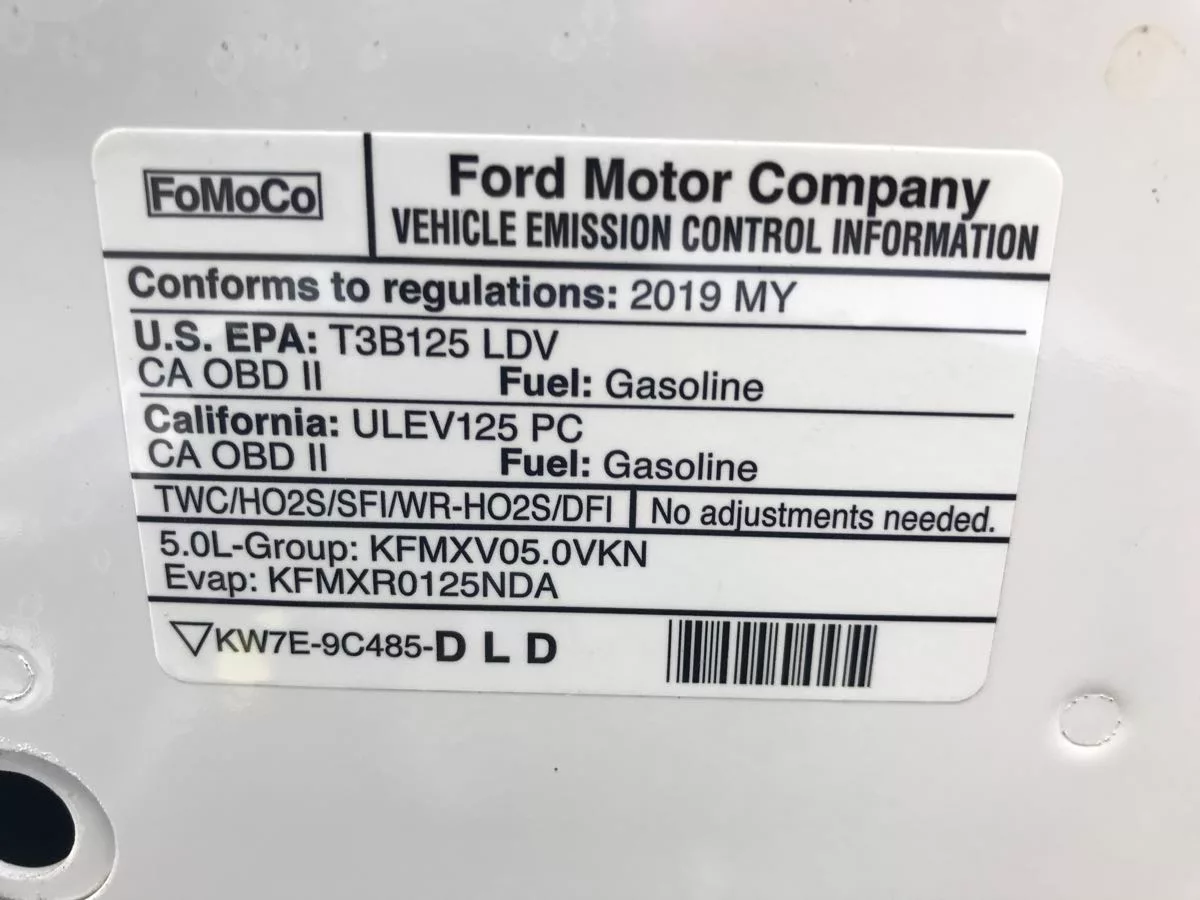 FoMoCo
Ford Motor Company
VEHICLE EMISSION CONTROL INFORMATION
Conforms to regulations: 2019 MY
U.S. EPA: T3B125 LDV
CA OBD II Fuel: Gasoline
California: ULEV125 PC
CA OBD II Fuel: Gasoline
TWC/HO2S/SFI/WR-HO2S/DFI No adjustments needed.
5.0L-Group: KFMXV05.0VKN
Evap: KFMXR0125NDA
KW7E-9C485-D L D